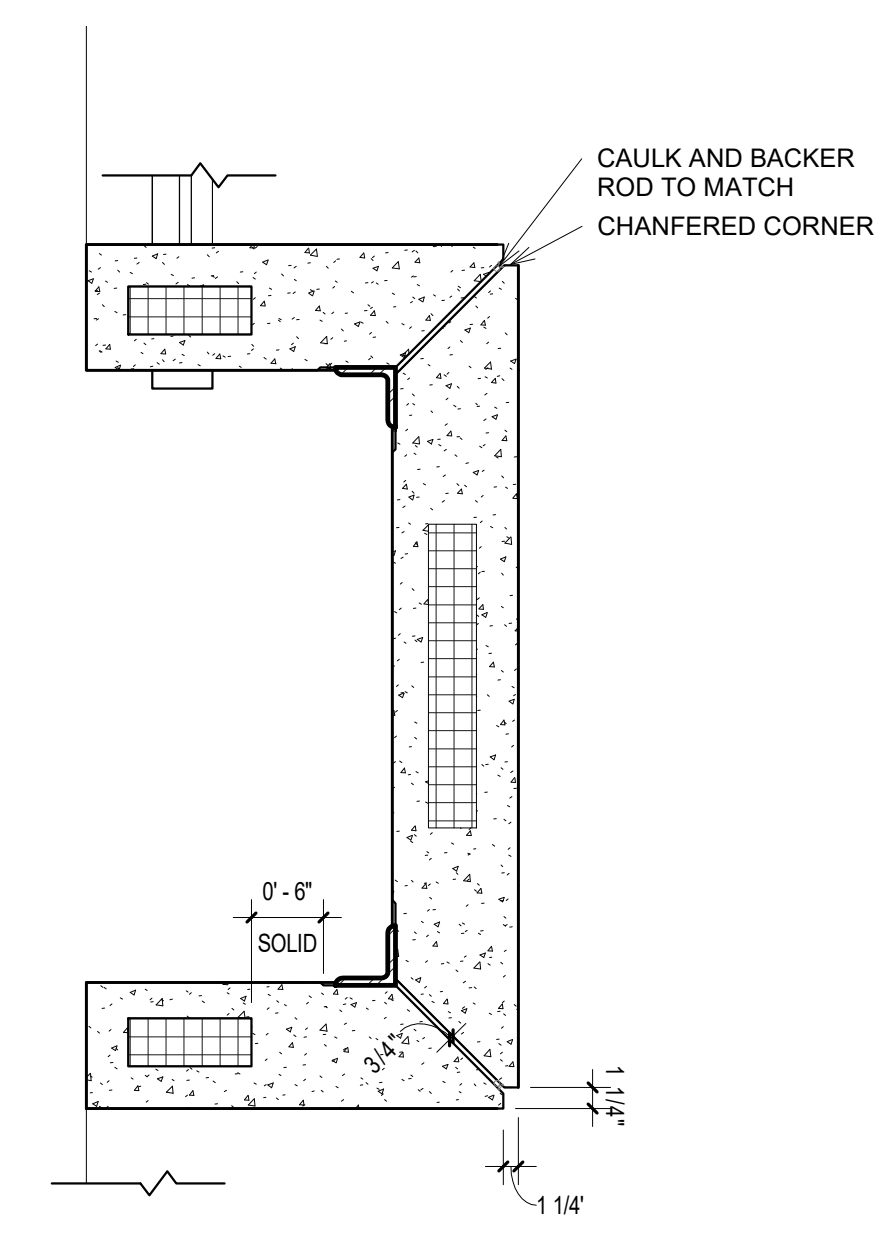 CAULK AND BACKER
ROD TO MATCH
CHANFERED CORNER
0' - 6"
SOLID
3/4"
1 1/4"
1 1/4'